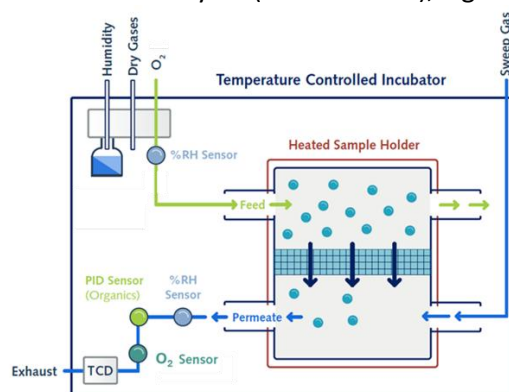 Humidity
Dry Gases
O₂
Sweep Gas
Temperature Controlled Incubator
%RH Sensor
Heated Sample Holder
Feed
PID Sensor
(Organics)
%RH
Sensor
Permeate
O₂ Sensor
Exhaust
TCD